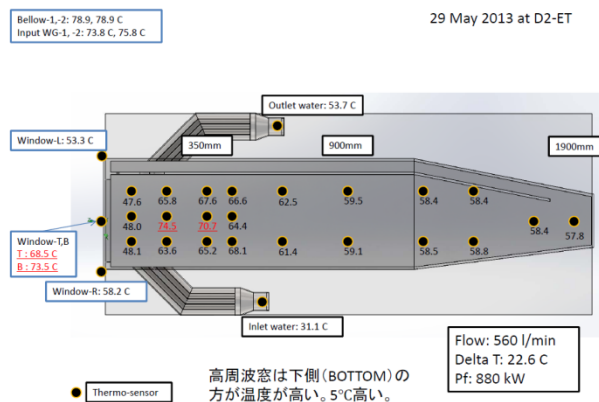 Bellow-1,-2: 78.9, 78.9 C
Input WG-1, -2: 73.8 C, 75.8 C
29 May 2013 at D2-ET
Outlet water: 53.7 C
Window-L: 53.3 C
350mm
900mm
1900mm
47.6 65.8 67.6 66.6 62.5 59.5 58.4 58.4
48.0 74.5 70.7 64.4 58.4 57.8
48.1 63.6 65.2 68.1 61.4 59.1 58.5 58.8
Window-T,B
T : 68.5 C
B : 73.5 C
Window-R: 58.2 C
Inlet water: 31.1 C
Flow: 560 l/min
Delta T: 22.6 C
Pf: 880 kW
Thermo-sensor
高周波窓は下側(BOTTOM)の
方が温度が高い。5°C高い。